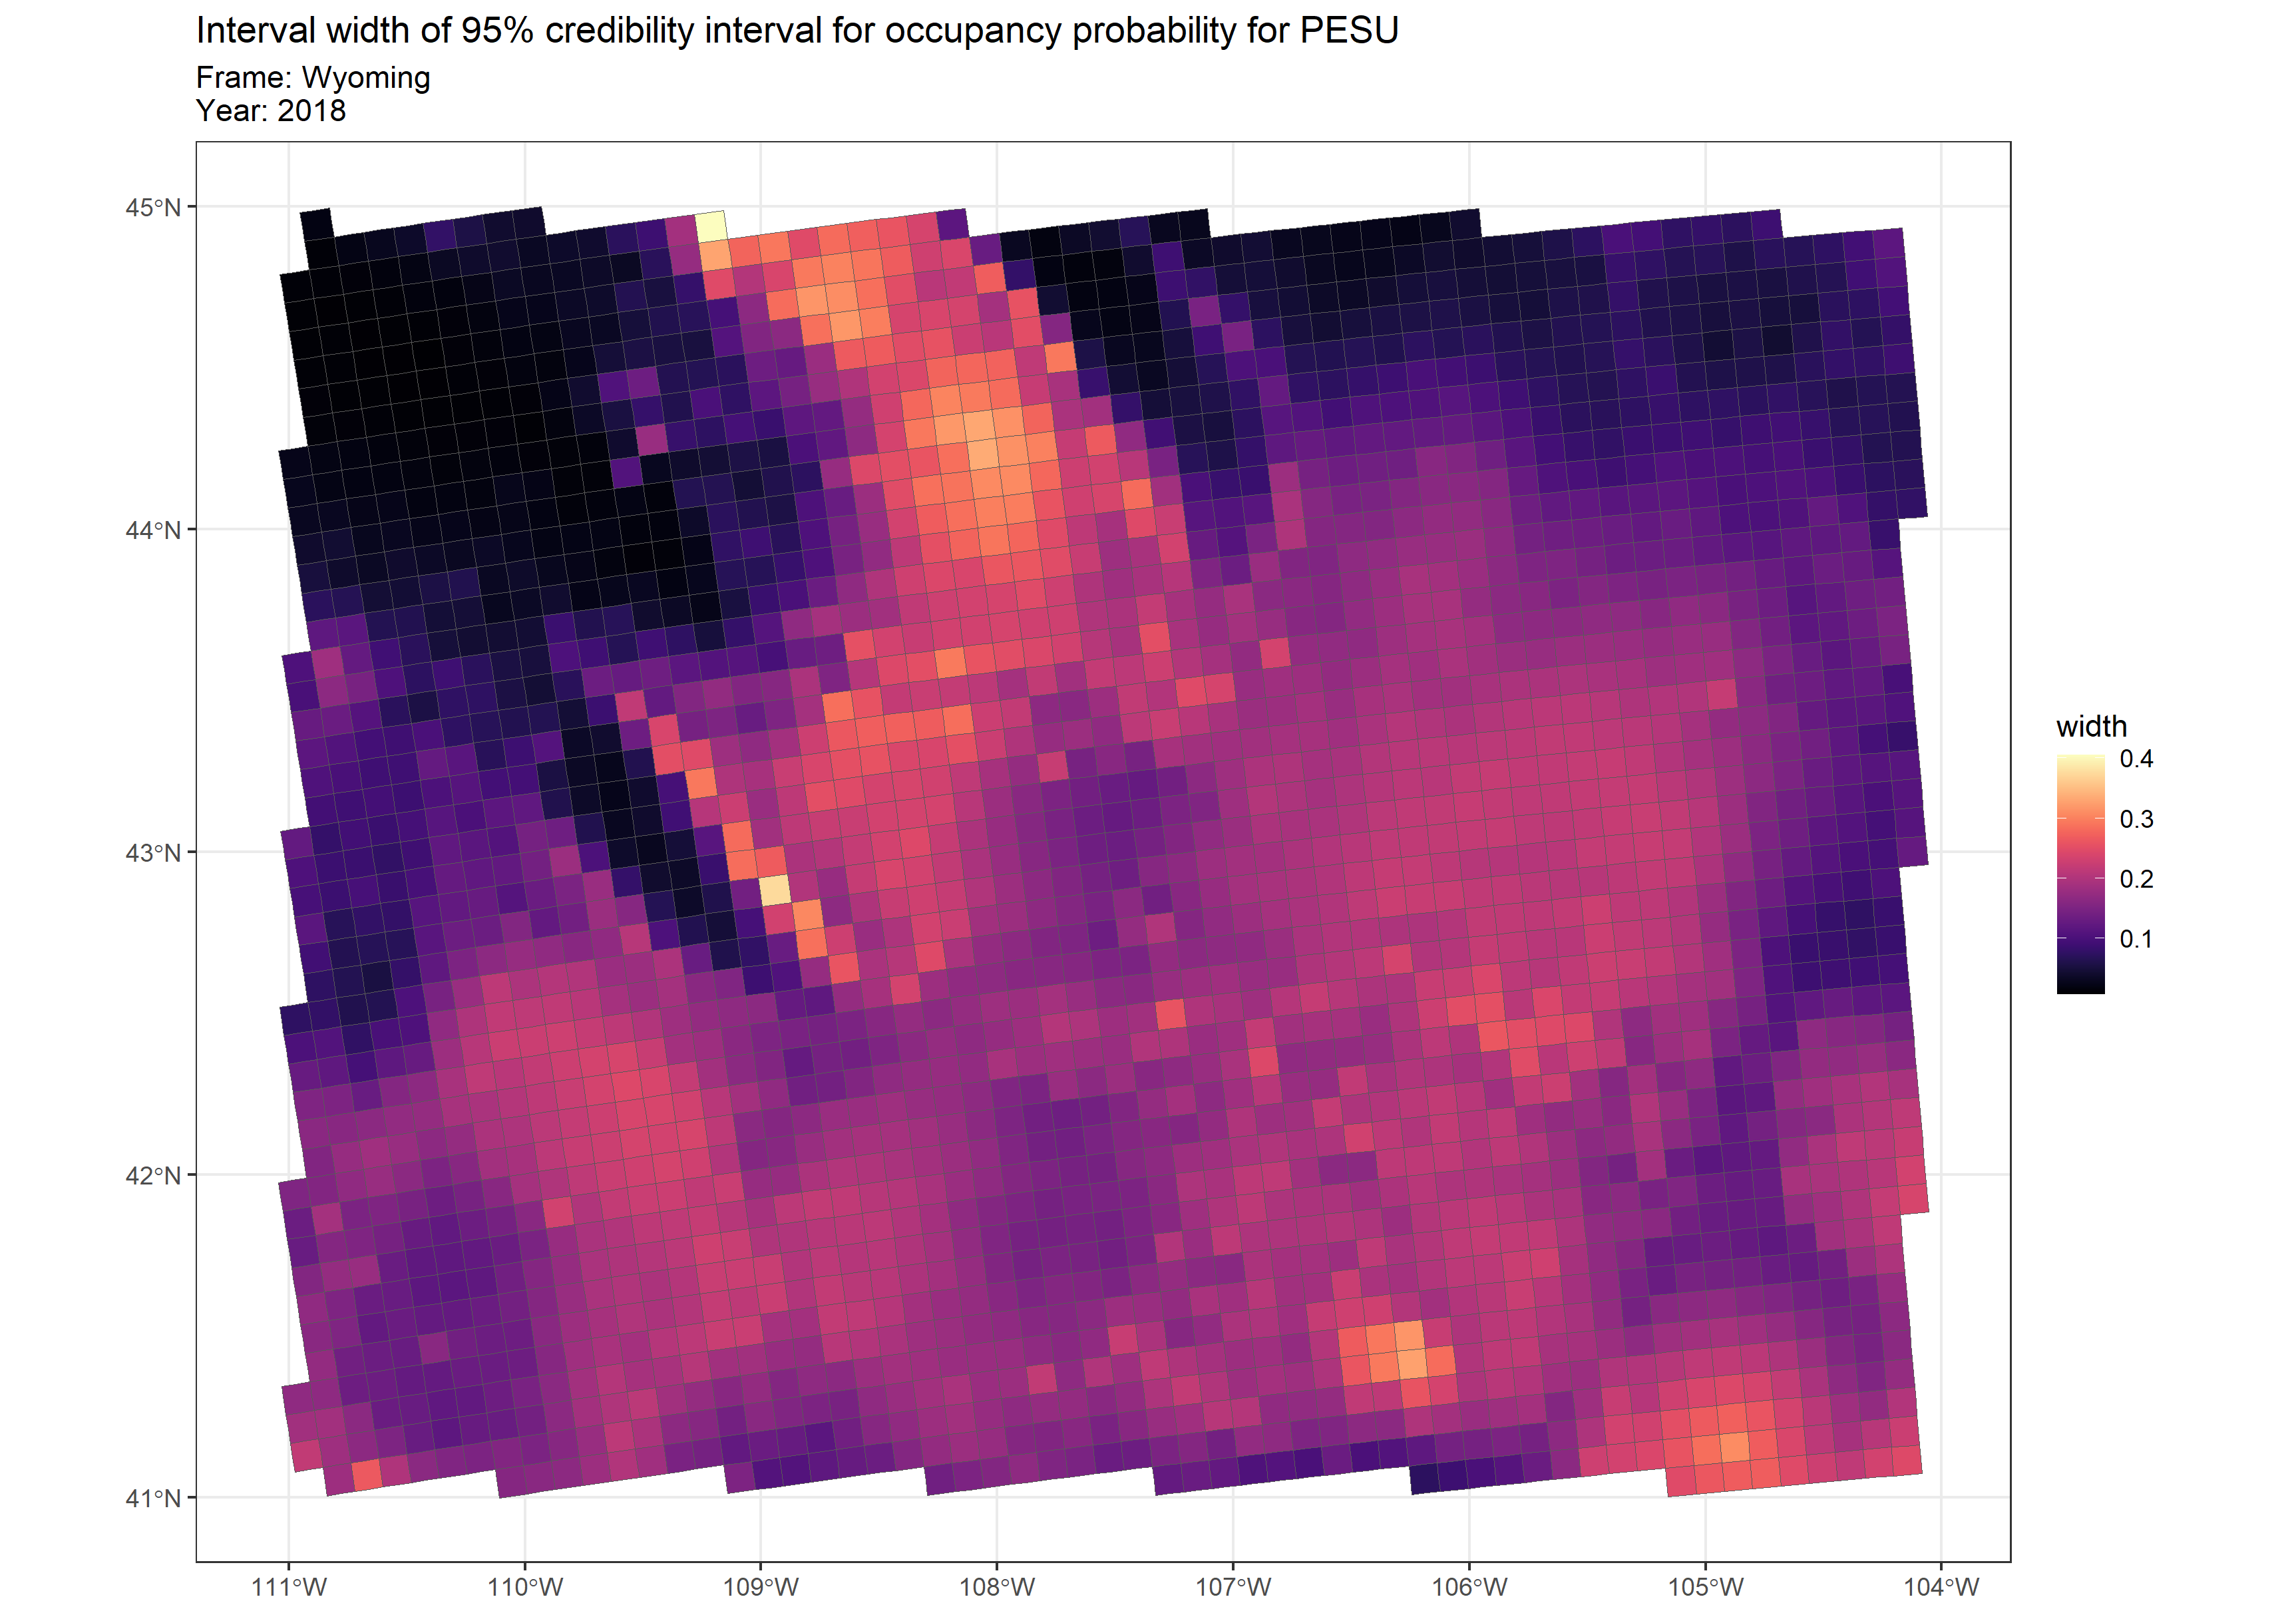 Interval width of 95% credibility interval for occupancy probability for PESU
Frame: Wyoming
Year: 2018
45°N
44°N
43°N
42°N
41°N
111°W 110°W 109°W 108°W 107°W 106°W 105°W 104°W
width
0.4
0.3
0.2
0.1